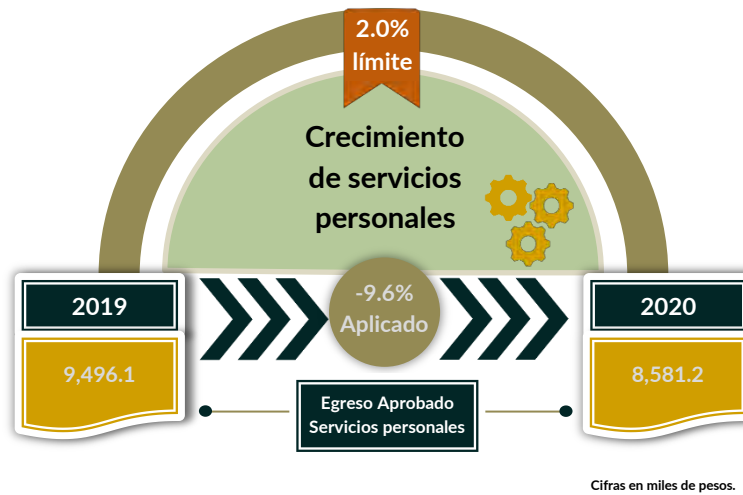 2.0%
límite
Crecimiento
de servicios
personales
2019
-9.6%
Aplicado
2020
9,496.1
8,581.2
Egreso Aprobado
Servicios personales
Cifras en miles de pesos.